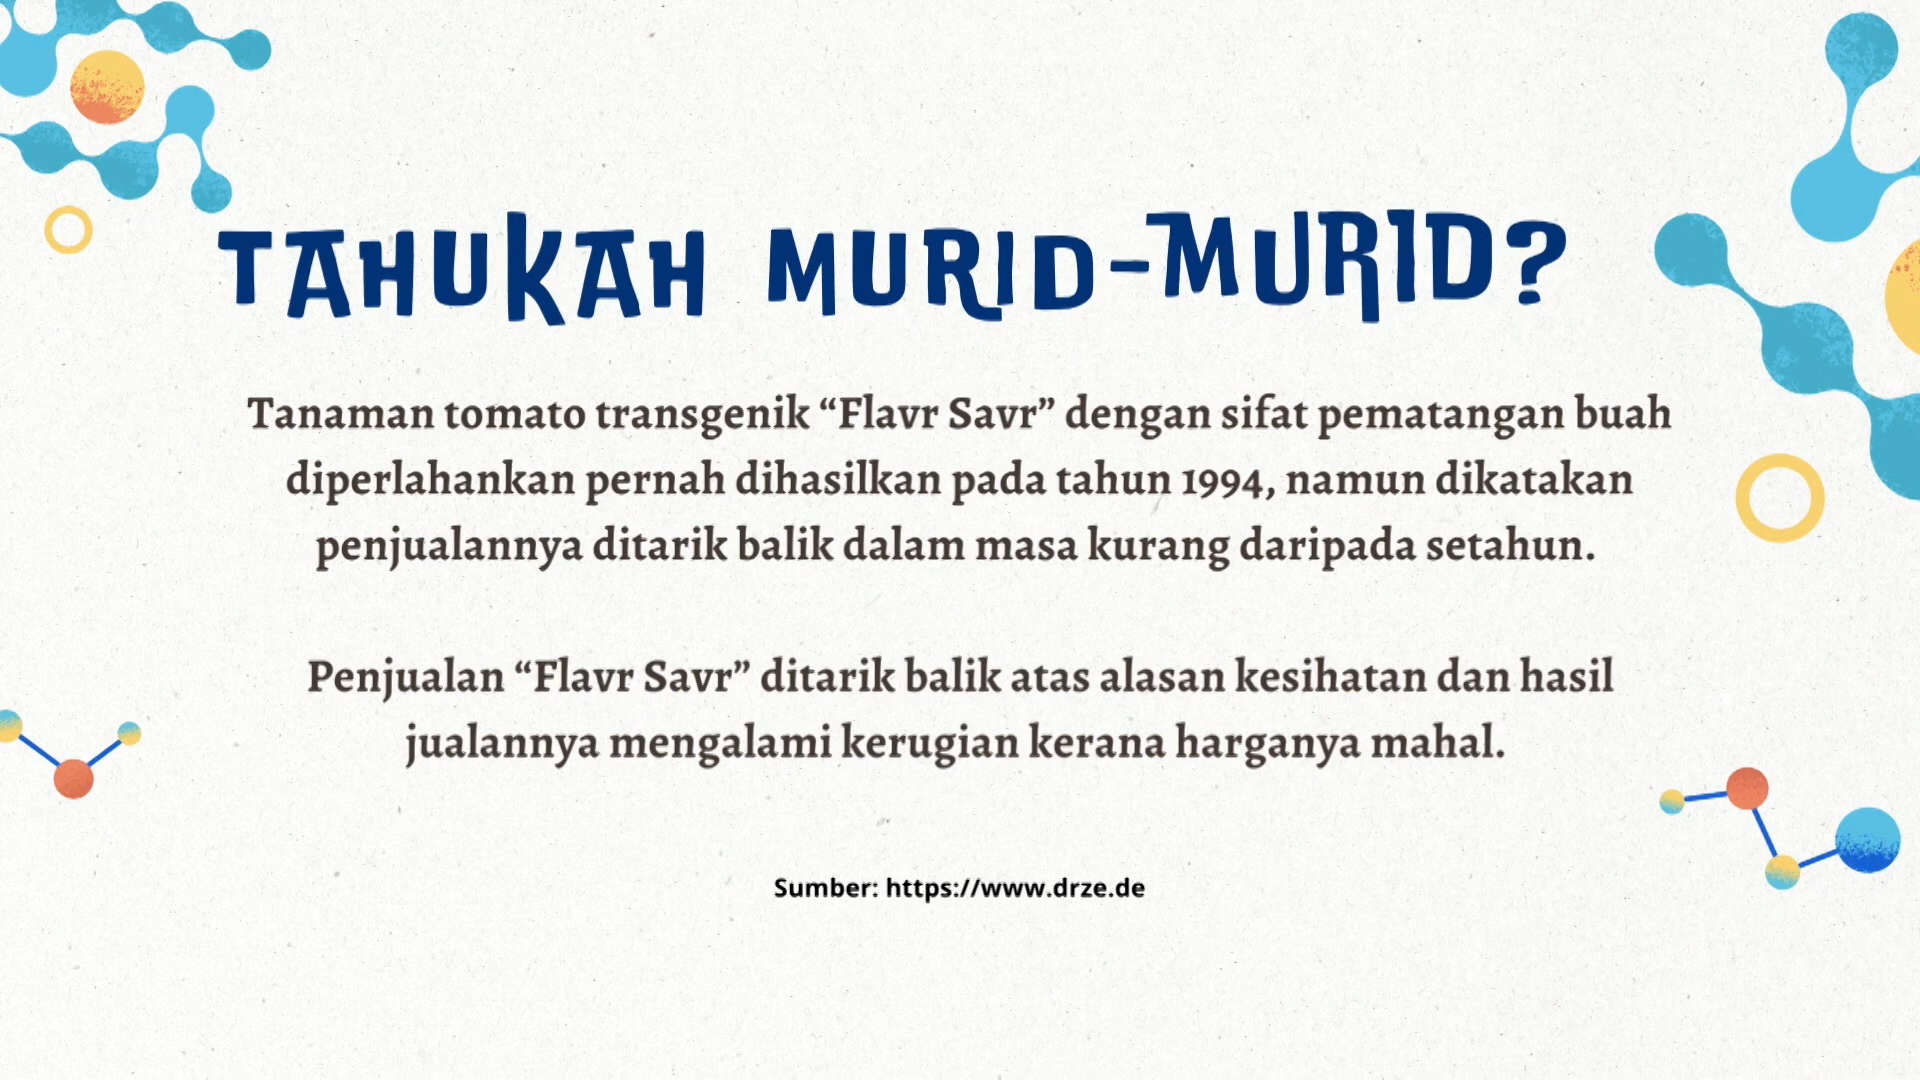 TAHUKAH MURID-MURID?
Tanaman tomato transgenik “Flavr Savr” dengan sifat pematangan buah
diperlahankan pernah dihasilkan pada tahun 1994, namun dikatakan
penjualannya ditarik balik dalam masa kurang daripada setahun.
Penjualan “Flavr Savr” ditarik balik atas alasan kesihatan dan hasil
jualannya mengalami kerugian kerana harganya mahal.
Sumber: https://www.drze.de